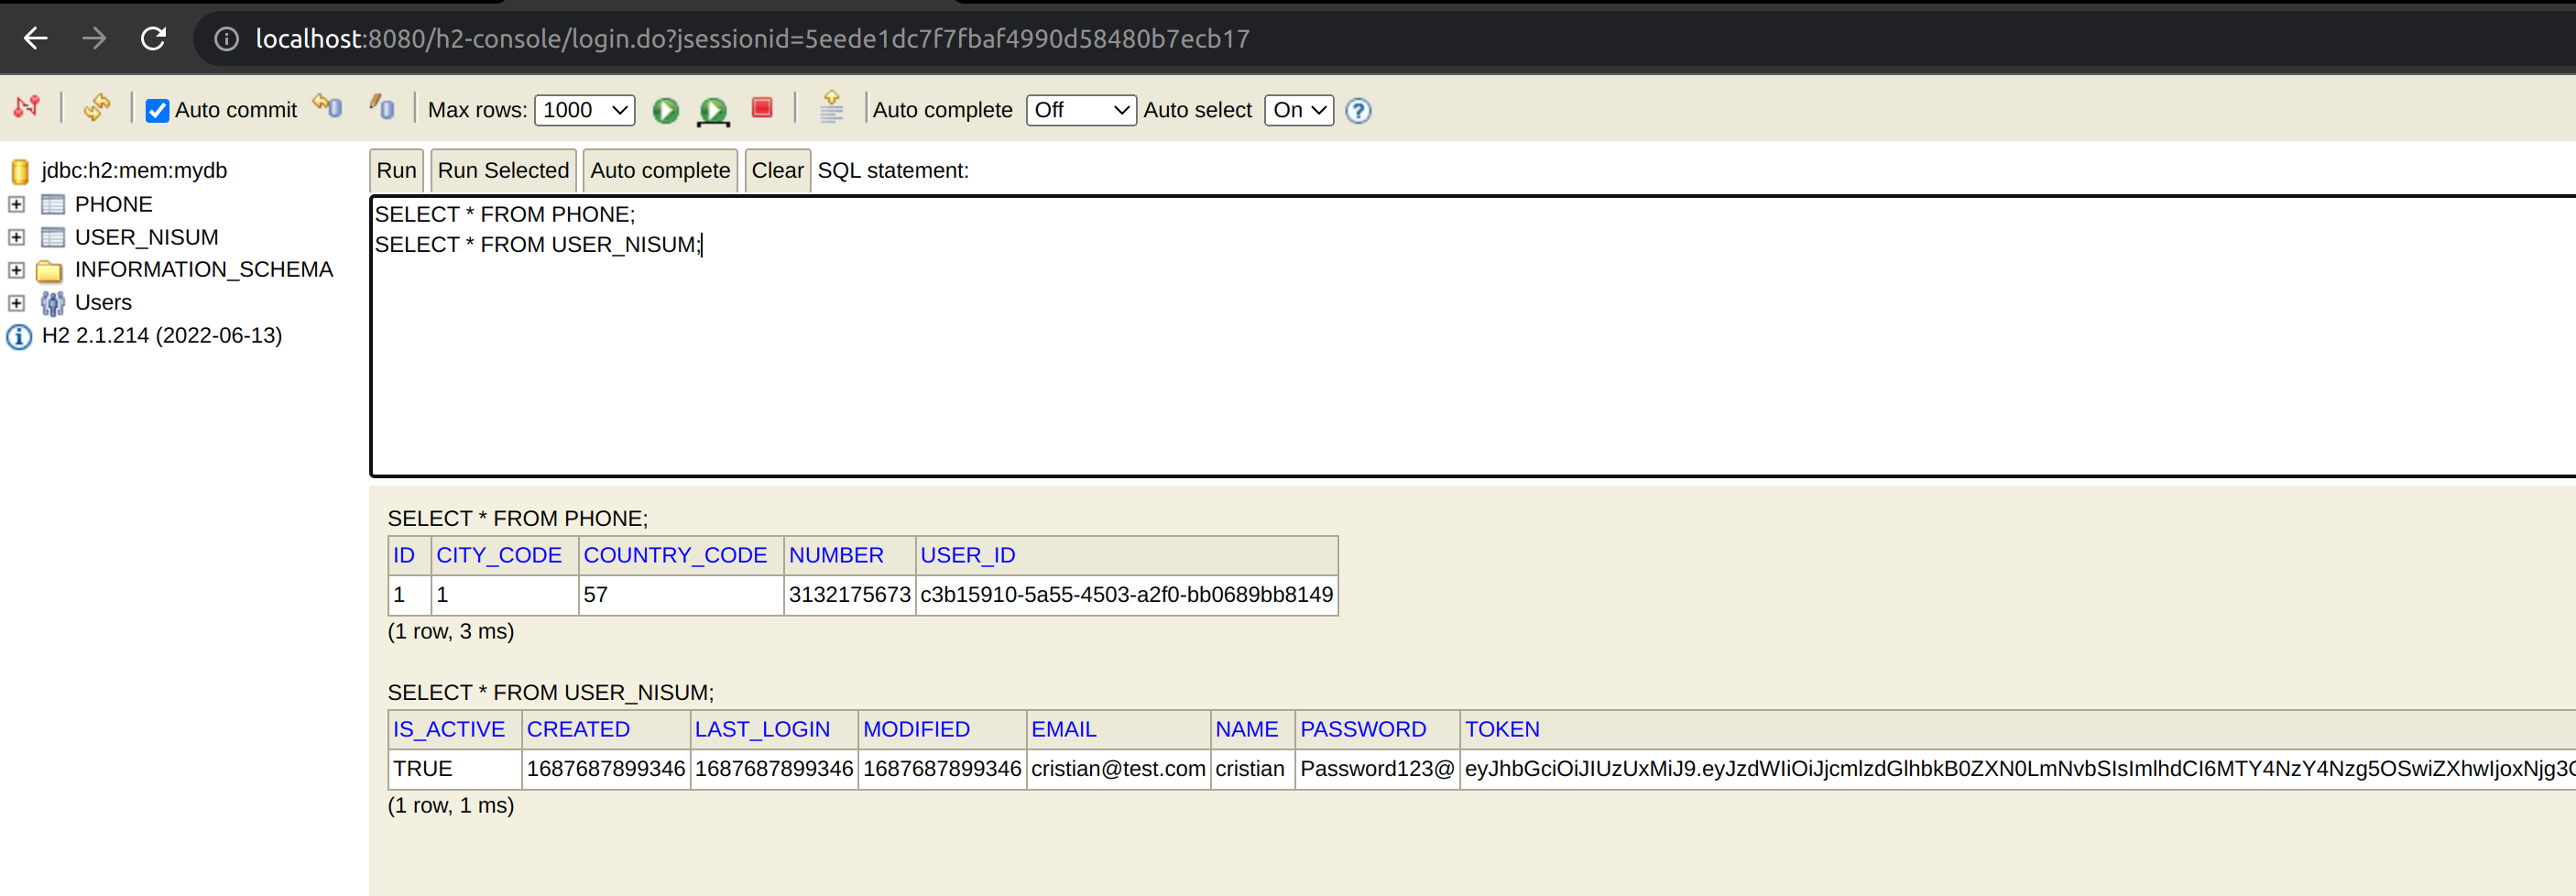 localhost:8080/h2-console/login.do?jsessionid=5eede1dc7f7fbaf4990d58480b7ecb17
Auto commit Max rows: 1000 Auto complete Off Auto select On
jdbc:h2:mem:mydb
PHONE
USER_NISUM
INFORMATION_SCHEMA
Users
H2 2.1.214 (2022-06-13)
Run Run Selected Auto complete Clear SQL statement:
SELECT * FROM PHONE;
SELECT * FROM USER_NISUM;
SELECT * FROM PHONE;
ID CITY_CODE COUNTRY_CODE NUMBER USER_ID
1 1 57 3132175673 c3b15910-5a55-4503-a2f0-bb0689bb8149
(1 row, 3 ms)
SELECT * FROM USER_NISUM;
IS_ACTIVE CREATED LAST_LOGIN MODIFIED EMAIL NAME PASSWORD TOKEN
TRUE 1687687899346 1687687899346 1687687899346 cristian@test.com cristian Password123@ eyJhbGciOiJIUzUxMiJ9.eyJzdWIiOiJjcmlzdGlhbkB0ZXN0LmNvbSIsImlhdCI6MTY4NzY4Nzg5OSwiZXhwIjoxNjg3
(1 row, 1 ms)